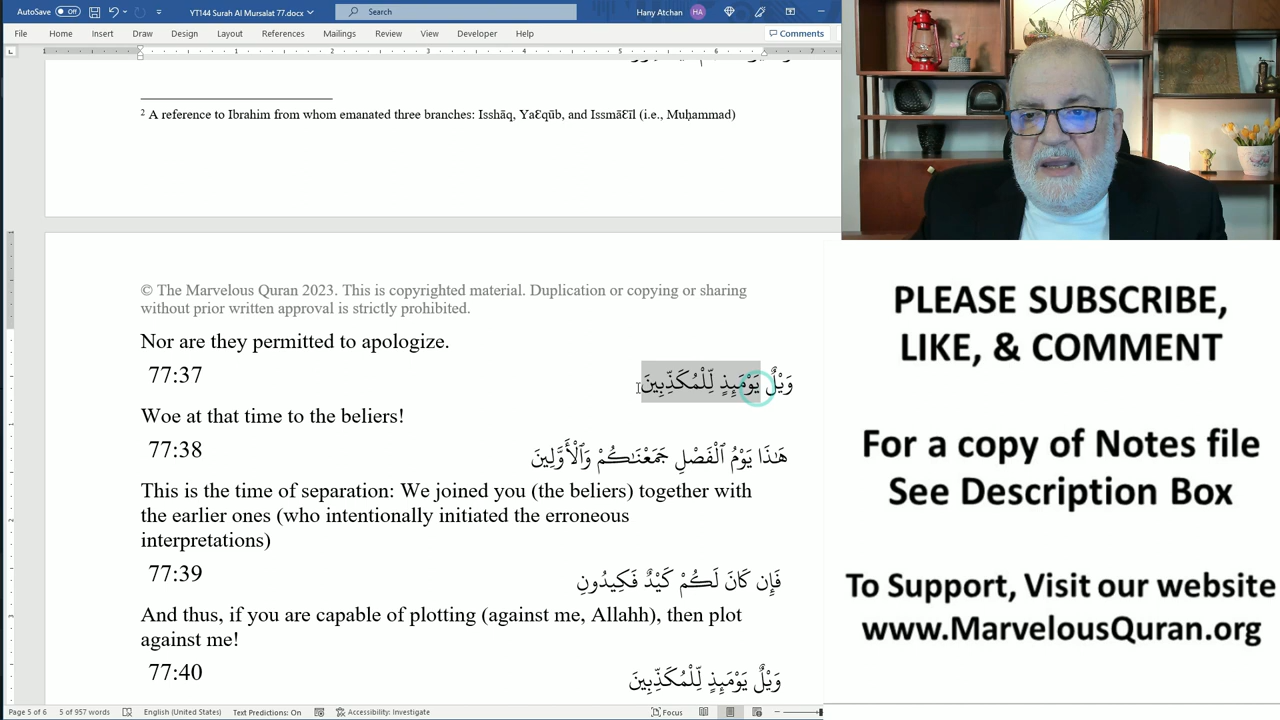 AutoSave Off YT144 Surah Al Mursalat 77.docx Search Hany Atchan HA
File Home Insert Draw Design Layout References Mailings Review View Developer Help Comments
2 A reference to Ibrahim from whom emanated three branches: Isshāq, YaƐqūb, and IssmāƐīl (i.e., Muḥammad)
© The Marvelous Quran 2023. This is copyrighted material. Duplication or copying or sharing
without prior written approval is strictly prohibited.
Nor are they permitted to apologize.
77:37 وَيْلٌ يَوْمَئِذٍ لِّلْمُكَذِّبِينَ
Woe at that time to the beliers!
77:38 هَٰذَا يَوْمُ ٱلْفَصْلِ جَمَعْنَٰكُمْ وَٱلْأَوَّلِينَ
This is the time of separation: We joined you (the beliers) together with
the earlier ones (who intentionally initiated the erroneous
interpretations)
77:39 فَإِن كَانَ لَكُمْ كَيْدٌ فَكِيدُونِ
And thus, if you are capable of plotting (against me, Allahh), then plot
against me!
77:40 وَيْلٌ يَوْمَئِذٍ لِّلْمُكَذِّبِينَ
Page 5 of 6 5 of 957 words English (United States) Text Predictions: On Accessibility: Investigate Focus
PLEASE SUBSCRIBE,
LIKE, & COMMENT
For a copy of Notes file
See Description Box
To Support, Visit our website
www.MarvelousQuran.org